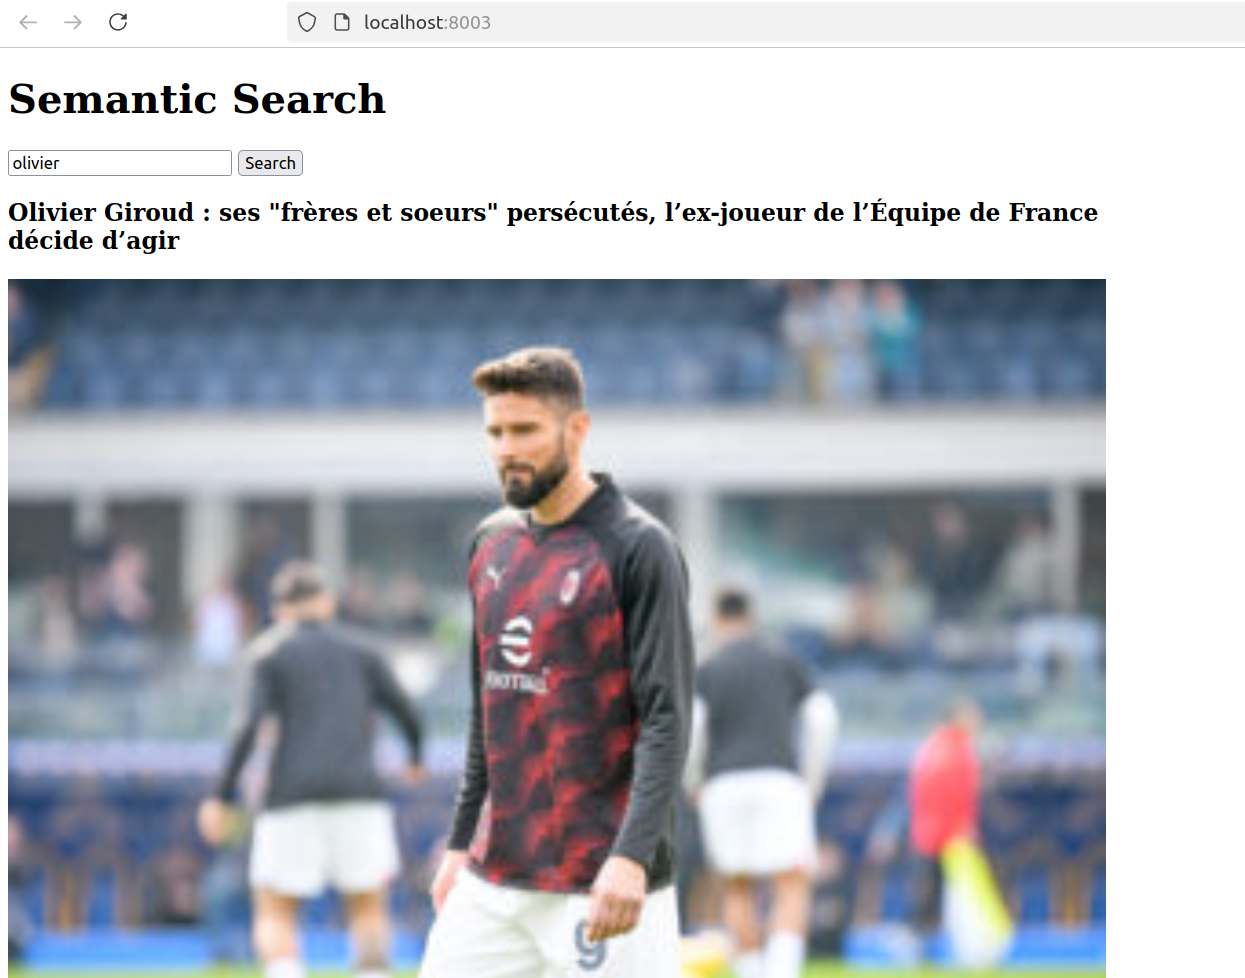 localhost:8003
Semantic Search
olivier
Search
Olivier Giroud : ses "frères et soeurs" persécutés, l’ex-joueur de l’Équipe de France
décide d’agir
9